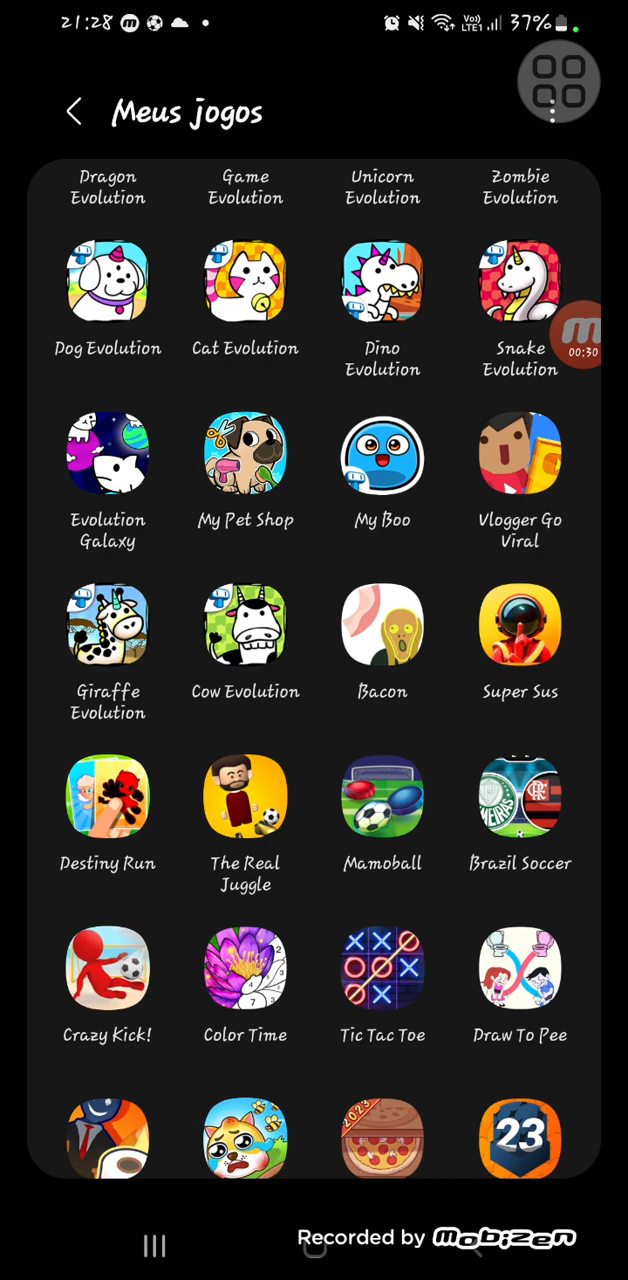 21:28
Vo))
LTE1
37%
Meus jogos
Dragon
Evolution
Game
Evolution
Unicorn
Evolution
Zombie
Evolution
Dog Evolution
Cat Evolution
Dino
Evolution
Snake
Evolution
00:30
Evolution
Galaxy
My Pet Shop
My Boo
Vlogger Go
Viral
Giraffe
Evolution
Cow Evolution
Bacon
Super Sus
Destiny Run
The Real
Juggle
Mamoball
Brazil Soccer
Crazy Kick!
Color Time
Tic Tac Toe
Draw To Pee
2023
23
Recorded by mobizen